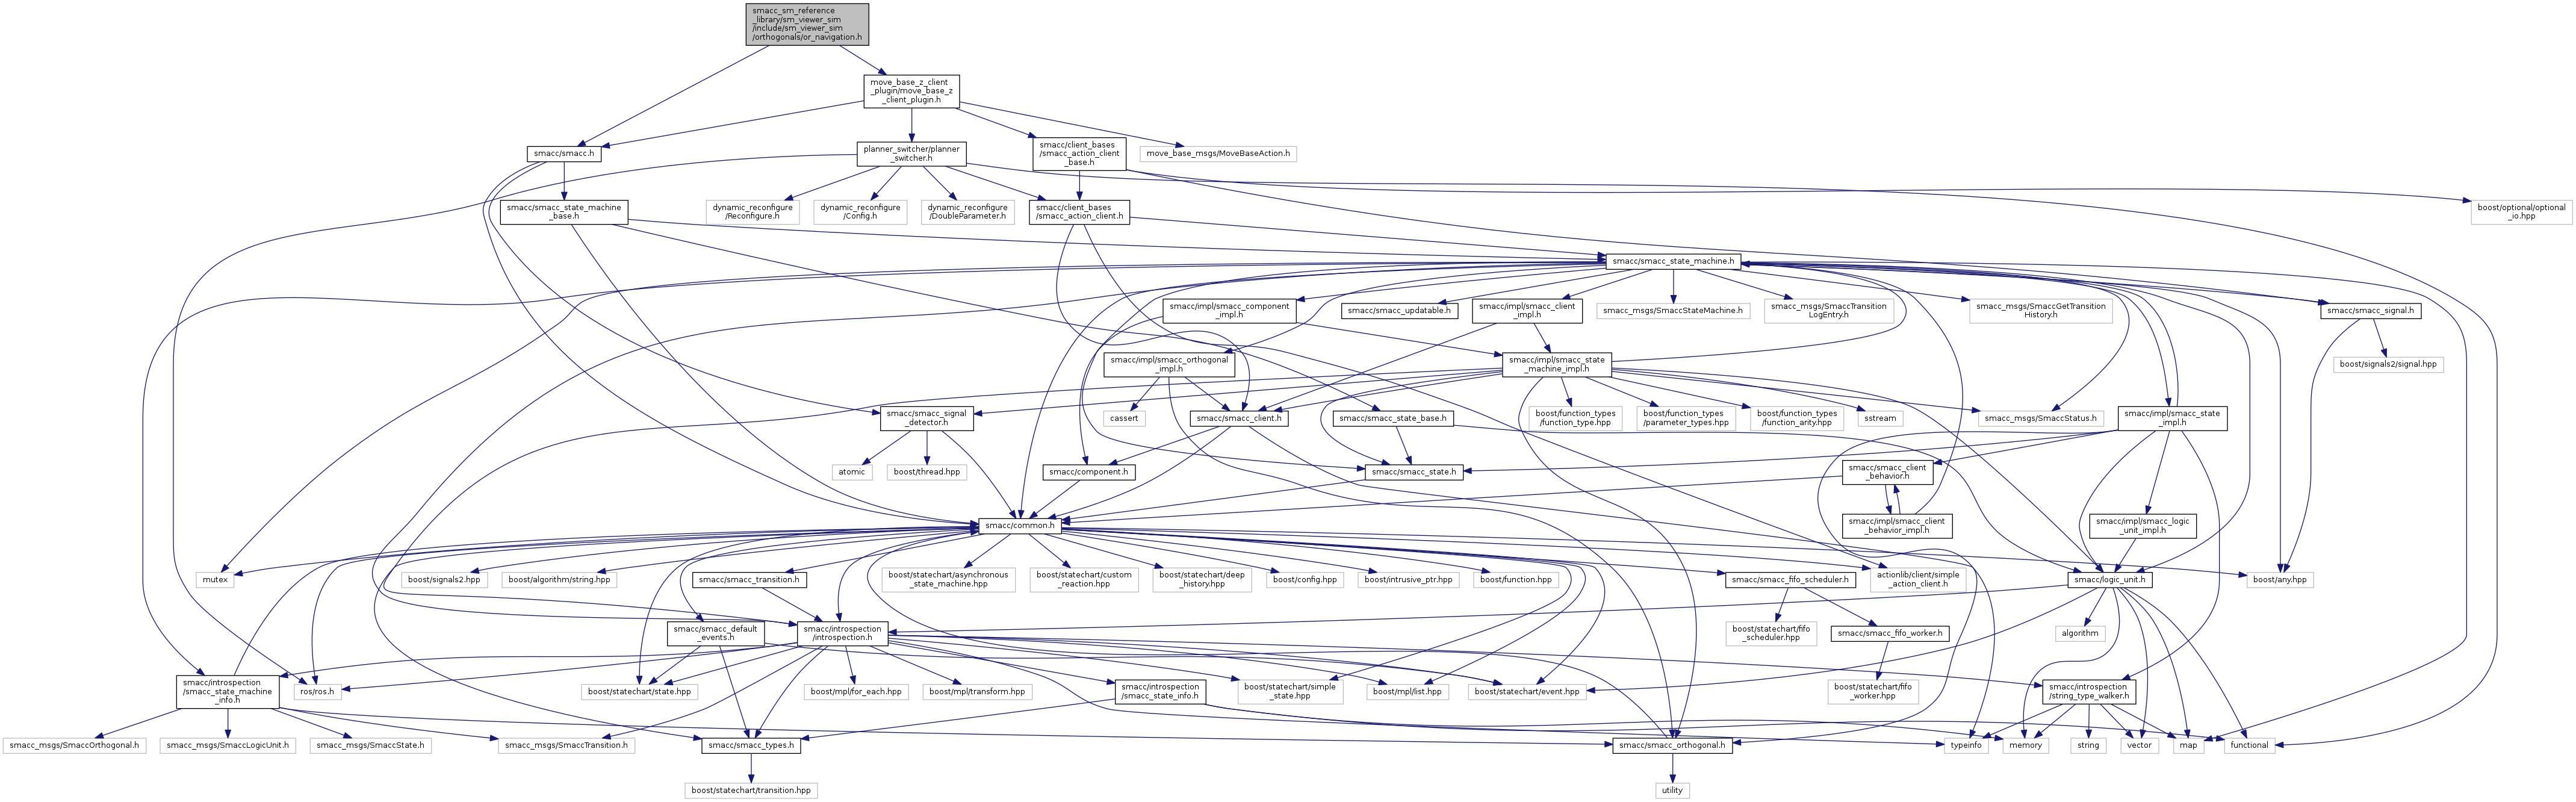 smacc_sm_reference
_library/sm_viewer_sim
/include/sm_viewer_sim
/orthogonals/or_navigation.h
move_base_z_client
_plugin/move_base_z
_client_plugin.h
smacc/smacc.h
planner_switcher/planner
_switcher.h
smacc/client_bases
/smacc_action_client
_base.h
move_base_msgs/MoveBaseAction.h
smacc/smacc_state_machine
_base.h
dynamic_reconfigure
/Reconfigure.h
dynamic_reconfigure
/Config.h
dynamic_reconfigure
/DoubleParameter.h
smacc/client_bases
/smacc_action_client.h
boost/optional/optional
_io.hpp
smacc/smacc_state_machine.h
smacc/impl/smacc_component
_impl.h
smacc/smacc_updatable.h
smacc/impl/smacc_client
_impl.h
smacc_msgs/SmaccStateMachine.h
smacc_msgs/SmaccTransition
LogEntry.h
smacc_msgs/SmaccGetTransition
History.h
smacc/smacc_signal.h
smacc/impl/smacc_orthogonal
_impl.h
smacc/impl/smacc_state
_machine_impl.h
boost/signals2/signal.hpp
smacc/smacc_signal
_detector.h
cassert
smacc/smacc_client.h
smacc/smacc_state_base.h
boost/function_types
/function_type.hpp
boost/function_types
/parameter_types.hpp
boost/function_types
/function_arity.hpp
sstream
smacc_msgs/SmaccStatus.h
smacc/impl/smacc_state
_impl.h
atomic
boost/thread.hpp
smacc/component.h
smacc/smacc_state.h
smacc/smacc_client
_behavior.h
smacc/common.h
smacc/impl/smacc_client
_behavior_impl.h
smacc/impl/smacc_logic
_unit_impl.h
mutex
boost/signals2.hpp
boost/algorithm/string.hpp
smacc/smacc_transition.h
boost/statechart/asynchronous
_state_machine.hpp
boost/statechart/custom
_reaction.hpp
boost/statechart/deep
_history.hpp
boost/config.hpp
boost/intrusive_ptr.hpp
boost/function.hpp
smacc/smacc_fifo_scheduler.h
actionlib/client/simple
_action_client.h
smacc/logic_unit.h
boost/any.hpp
smacc/smacc_default
_events.h
smacc/introspection
/introspection.h
boost/statechart/fifo
_scheduler.hpp
smacc/smacc_fifo_worker.h
algorithm
smacc/introspection
/smacc_state_machine
_info.h
ros/ros.h
boost/statechart/state.hpp
boost/mpl/for_each.hpp
boost/mpl/transform.hpp
smacc/introspection
/smacc_state_info.h
boost/statechart/simple
_state.hpp
boost/mpl/list.hpp
boost/statechart/event.hpp
boost/statechart/fifo
_worker.hpp
smacc/introspection
/string_type_walker.h
smacc_msgs/SmaccOrthogonal.h
smacc_msgs/SmaccLogicUnit.h
smacc_msgs/SmaccState.h
smacc_msgs/SmaccTransition.h
smacc/smacc_types.h
smacc/smacc_orthogonal.h
typeinfo
memory
string
vector
map
functional
boost/statechart/transition.hpp
utility